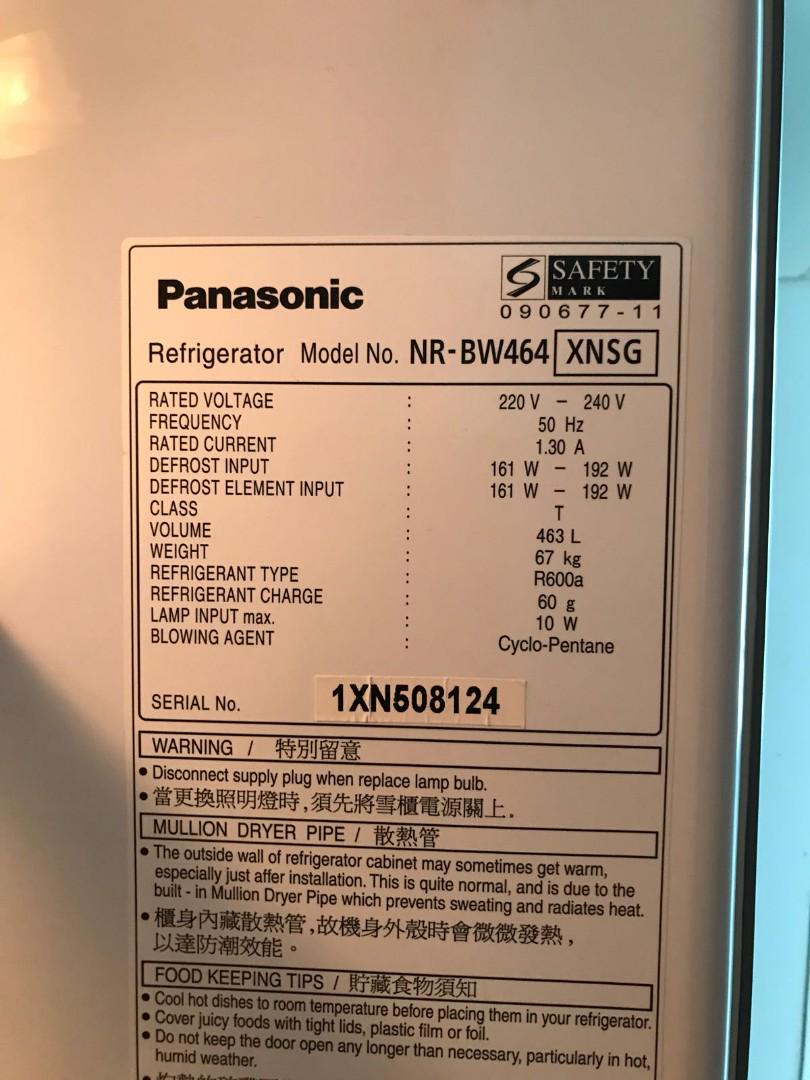 Panasonic
SAFETY
MARK
090677-11
Refrigerator Model No. NR-BW464 XNSG
RATED VOLTAGE : 220 V – 240 V
FREQUENCY : 50 Hz
RATED CURRENT : 1.30 A
DEFROST INPUT : 161 W – 192 W
DEFROST ELEMENT INPUT : 161 W – 192 W
CLASS : T
VOLUME : 463 L
WEIGHT : 67 kg
REFRIGERANT TYPE : R600a
REFRIGERANT CHARGE : 60 g
LAMP INPUT max. : 10 W
BLOWING AGENT : Cyclo-Pentane
SERIAL No. 1XN508124
WARNING / 特別留意
• Disconnect supply plug when replace lamp bulb.
• 當更換照明燈時,須先將雪櫃電源關上.
MULLION DRYER PIPE / 散熱管
• The outside wall of refrigerator cabinet may sometimes get warm,
especially just affer installation. This is quite normal, and is due to the
built - in Mullion Dryer Pipe which prevents sweating and radiates heat.
• 櫃身內藏散熱管,故機身外殼時會微微發熱,
以達防潮效能。
FOOD KEEPING TIPS / 貯藏食物須知
• Cool hot dishes to room temperature before placing them in your refrigerator.
• Cover juicy foods with tight lids, plastic film or foil.
• Do not keep the door open any longer than necessary, particularly in hot,
humid weather.